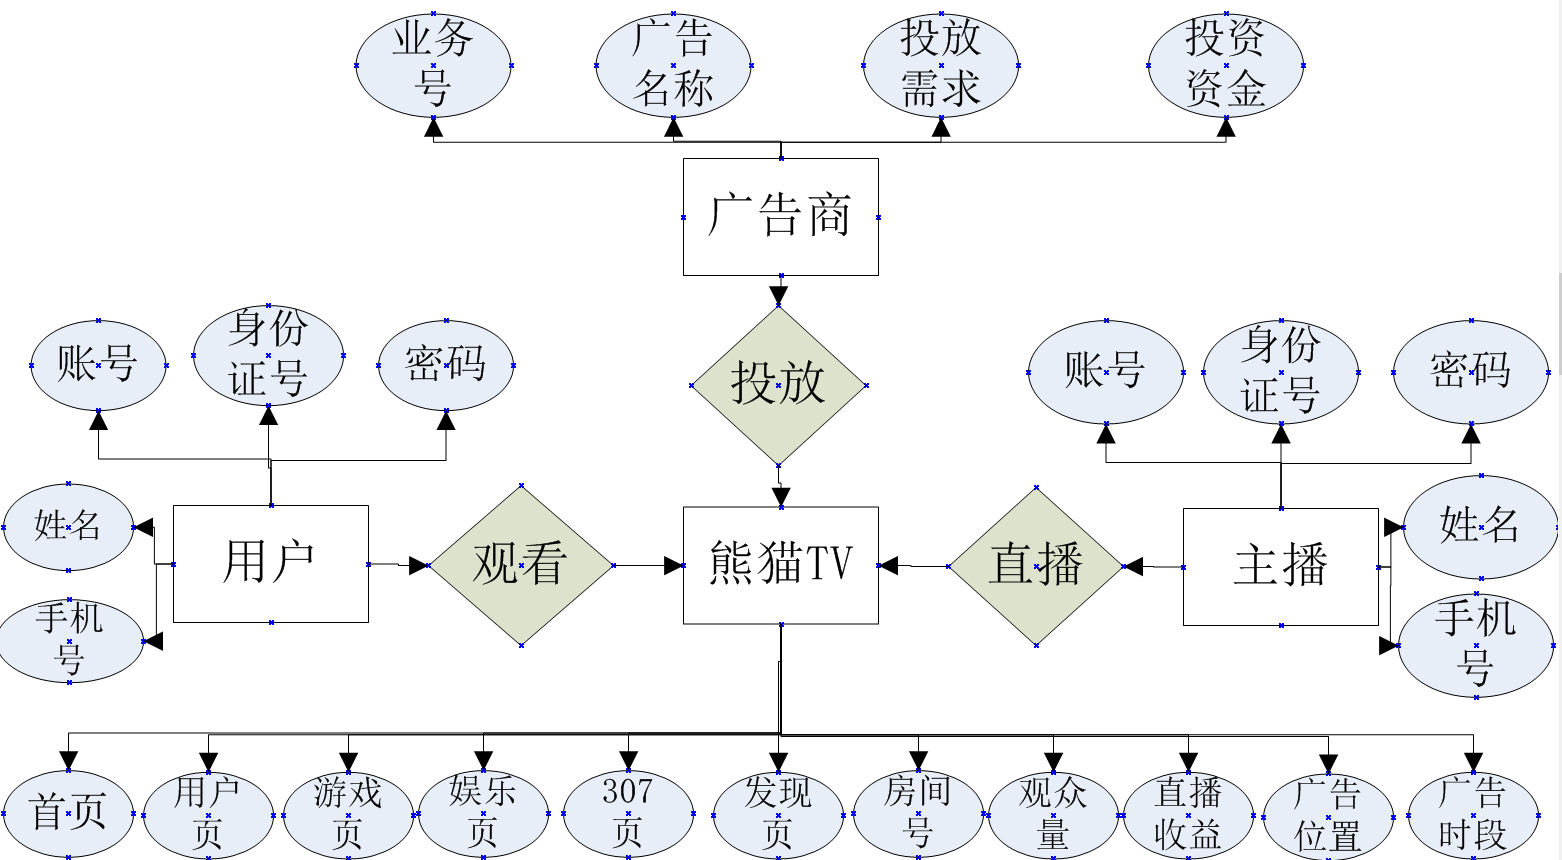 业务
号
广告
名称
投放
需求
投资
资金
广告商
账号
身份
证号
密码
投放
账号
身份
证号
密码
姓名
手机
号
用户
观看
熊猫TV
直播
主播
姓名
手机
号
首页
用户
页
游戏
页
娱乐
页
307
页
发现
页
房间
号
观众
量
直播
收益
广告
位置
广告
时段